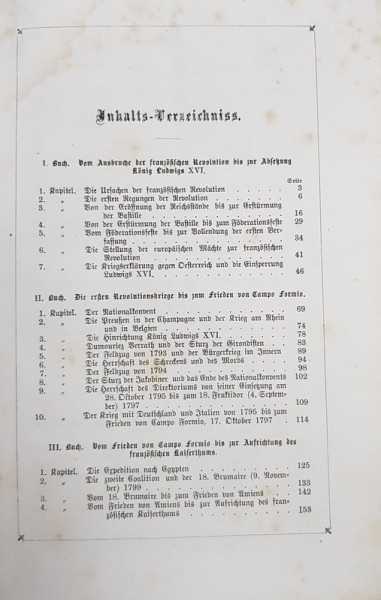 Inhalts-Verzeichniss.
I. Buch. Vom Ausbruche der französischen Revolution bis zur Absetzung
König Ludwigs XVI.
Seite
1. Kapitel. Die Ursachen der französischen Revolution . . . . . . 3
2. „ Die ersten Regungen der Revolution . . . . . . . 6
3. „ Von der Eröffnung der Reichsstände bis zur Erstürmung
der Bastille . . . . . . . . . . . . . 16
4. „ Von der Erstürmung der Bastille bis zum Föderationsfeste 29
5. „ Vom Föderationsfeste bis zur Vollendung der ersten Ver-
fassung . . . . . . . . . . . . . . 34
6. „ Die Stellung der europäischen Mächte zur französischen
Revolution . . . . . . . . . . . . . 41
7. „ Die Kriegserklärung gegen Oesterreich und die Einsperrung
Ludwigs XVI. . . . . . . . . . . . . 46
II. Buch. Die ersten Revolutionskriege bis zum Frieden von Campo Formio.
1. Kapitel. Der Nationalkonvent . . . . . . . . . . . 69
2. „ Die Preußen in der Champagne und der Krieg am Rhein
und in Belgien . . . . . . . . . . . . 74
3. „ Die Hinrichtung König Ludwigs XVI. . . . . . . . 78
4. „ Dumouriez Verrath und der Sturz der Girondisten . . . 83
5. „ Der Feldzug von 1793 und der Bürgerkrieg im Innern . . 89
6. „ Die Herrschaft des Schreckens und des Mords . . . . 94
7. „ Der Feldzug von 1794 . . . . . . . . . . 98
8. „ Der Sturz der Jakobiner und das Ende des Nationalkonvents 102
9. „ Die Herrschaft des Direktoriums von seiner Einsetzung am
28. Oktober 1795 bis zum 18. Fruktidor (4. Septem-
ber) 1797 . . . . . . . . . . . . . 109
10. „ Der Krieg mit Deutschland und Italien von 1795 bis zum
Frieden von Campo Formio, 17. Oktober 1797 . . . 114
III. Buch. Vom Frieden von Campo Formio bis zur Aufrichtung des
französischen Kaiserthums.
1. Kapitel. Die Expedition nach Egypten . . . . . . . . 125
2. „ Die zweite Coalition und der 18. Brumaire (9. Novem-
ber) 1799 . . . . . . . . . . . . . 133
3. „ Vom 18. Brumaire bis zum Frieden von Amiens . . . 142
4. „ Vom Frieden von Amiens bis zur Aufrichtung des fran-
zösischen Kaiserthums . . . . . . . . . . 153